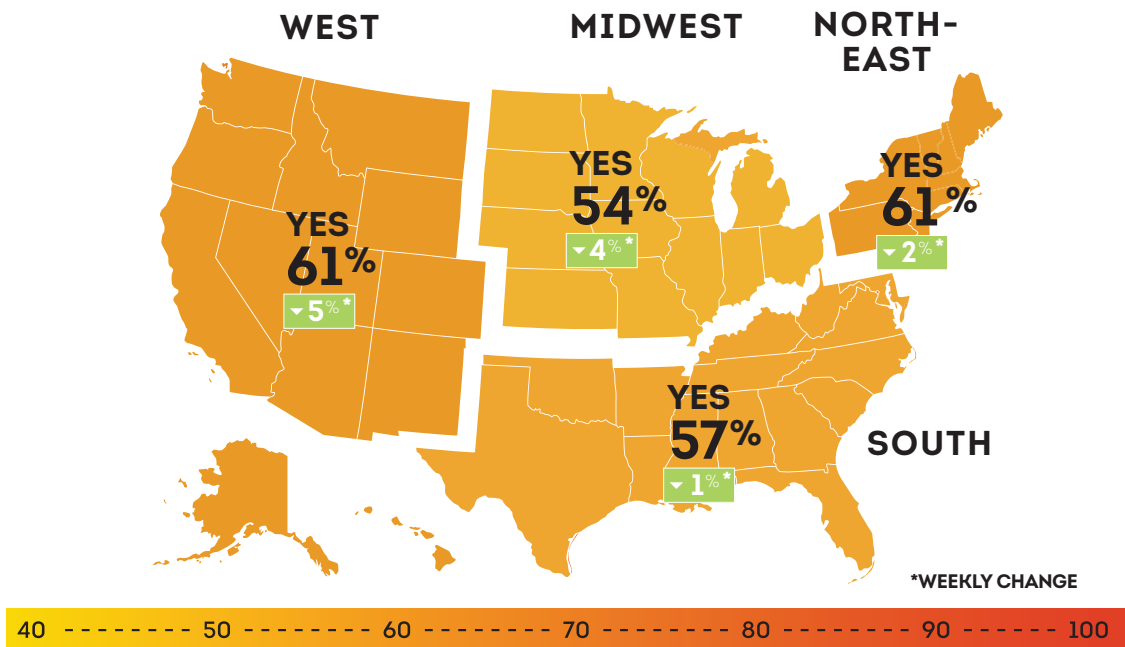 WEST
MIDWEST
NORTH-
EAST
YES
61%
▼5%*
YES
54%
▼4%*
YES
61%
▼2%*
YES
57%
▼1%*
SOUTH
*WEEKLY CHANGE
40 - - - - - - - - - - 50 - - - - - - - - - - 60 - - - - - - - - - - 70 - - - - - - - - - - 80 - - - - - - - - - - 90 - - - - - - - - - - 100